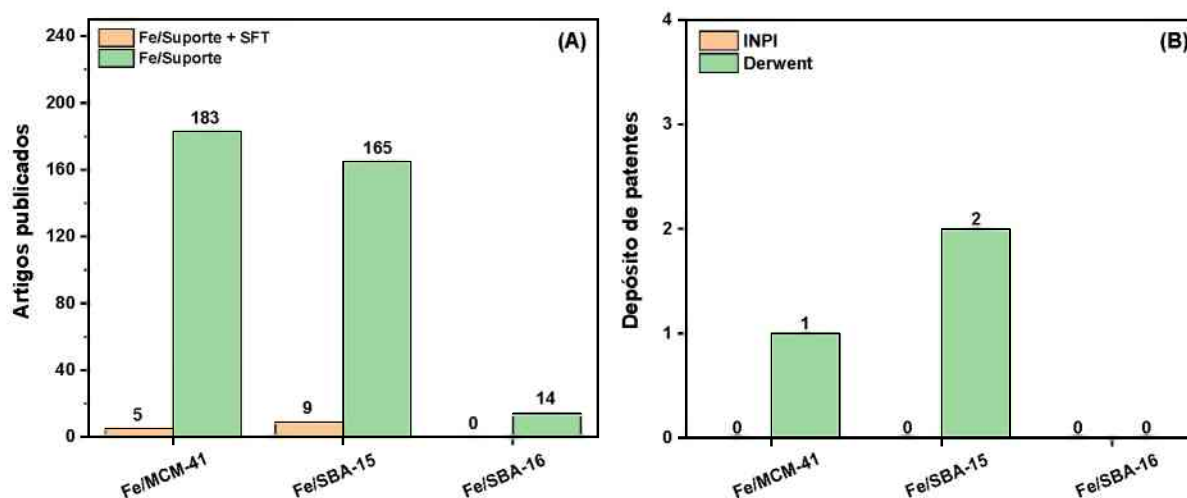 Fe/Suporte + SFT
Fe/Suporte
(A)
Artigos publicados
240
200
160
120
80
40
0
183
165
14
5
9
0
Fe/MCM-41
Fe/SBA-15
Fe/SBA-16
INPI
Derwent
(B)
Depósito de patentes
4
3
2
1
0
1
2
0
0
0
0
Fe/MCM-41
Fe/SBA-15
Fe/SBA-16